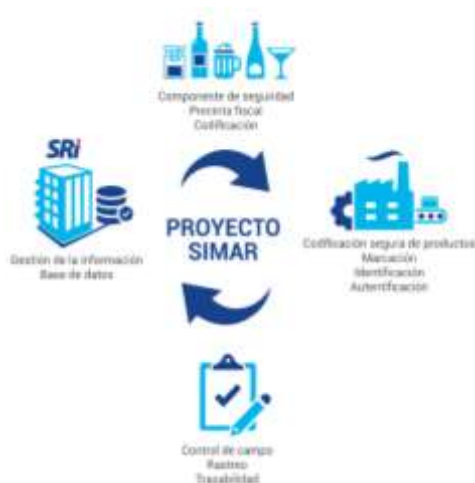 Componente de seguridad
Precinta fiscal
Codificación
SRi
Gestión de la información
Base de datos
PROYECTO
SIMAR
Codificación segura de productos
Marcación
Identificación
Autentificación
Control de campo
Rastreo
Trazabilidad